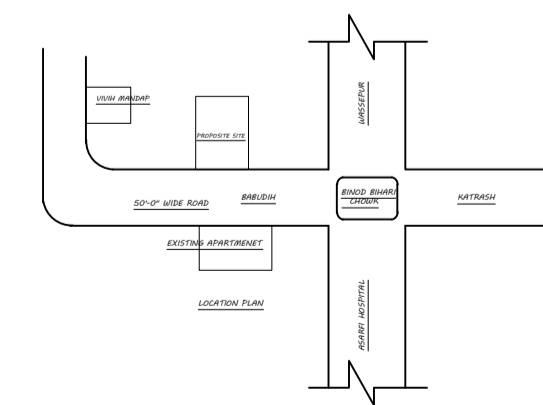 VIVIH MANDAP
WASSEPUR
PROPOSITE SITE
50'-0" WIDE ROAD
BABUDIH
BINOD BIHARI
CHOWK
KATRASH
EXISTING APARTMENET
LOCATION PLAN
ASARFI HOSPITAL